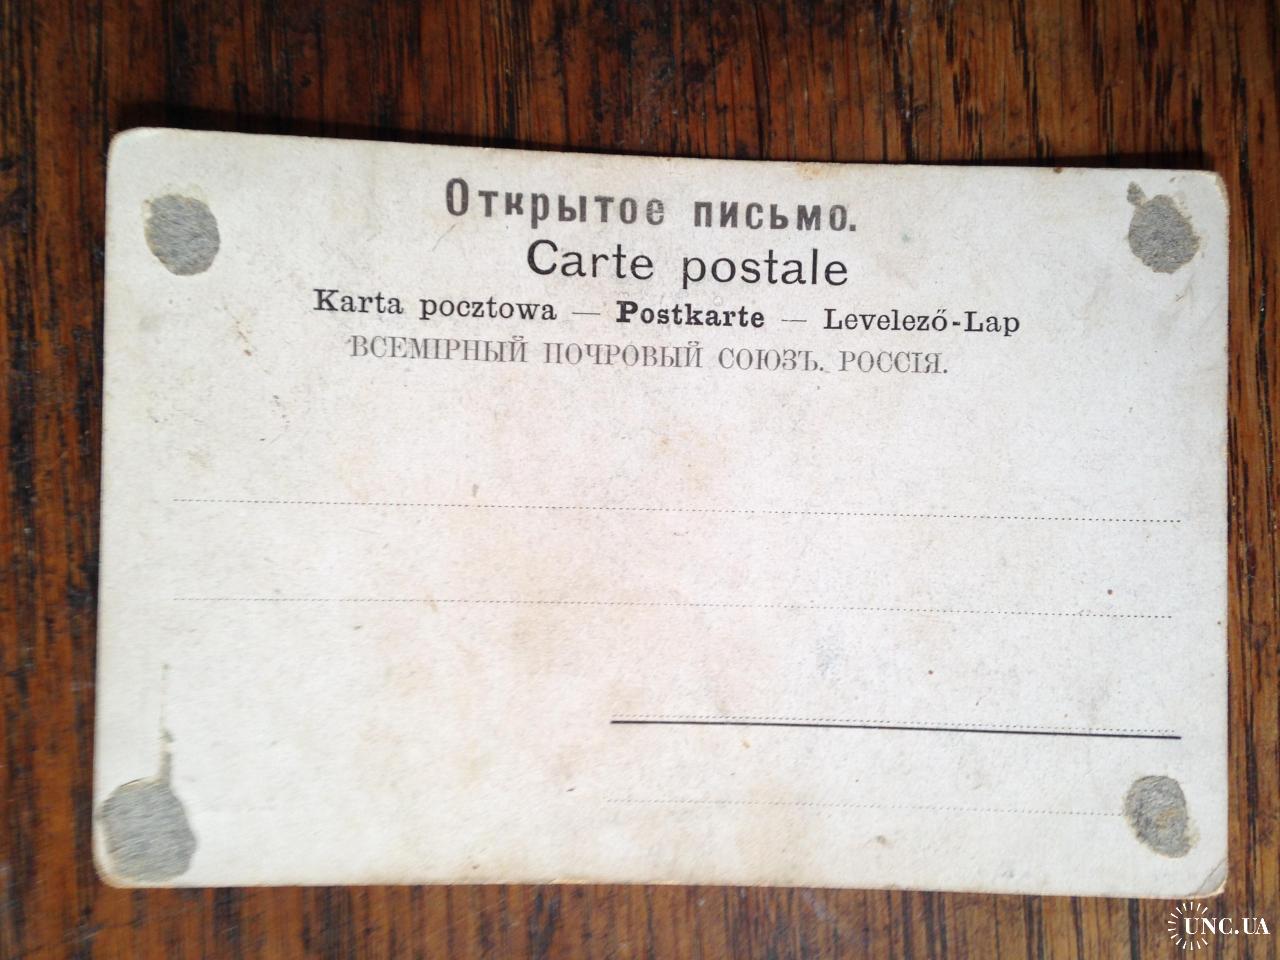 Открытое письмо.
Carte postale
Karta pocztowa — Postkarte — Levelező-Lap
ВСЕМІРНЫЙ ПОЧРОВЫЙ СОЮЗЪ. РОССІЯ.
UNC.UA